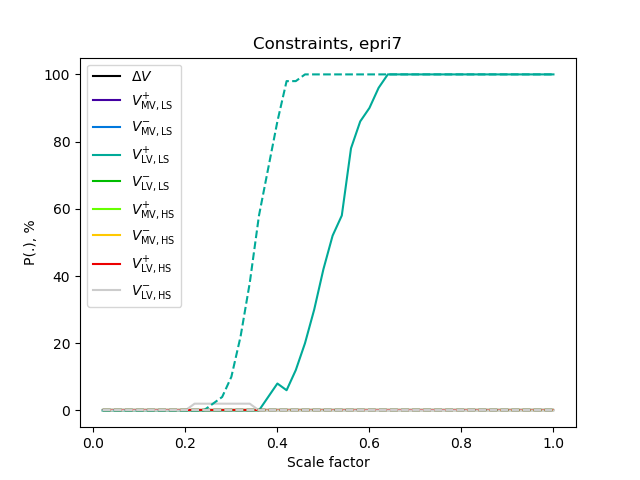 Constraints, epri7
P(.), %
100
80
60
40
20
0
ΔV
V⁺MV, LS
V⁻MV, LS
V⁺LV, LS
V⁻LV, LS
V⁺MV, HS
V⁻MV, HS
V⁺LV, HS
V⁻LV, HS
0.0 0.2 0.4 0.6 0.8 1.0
Scale factor